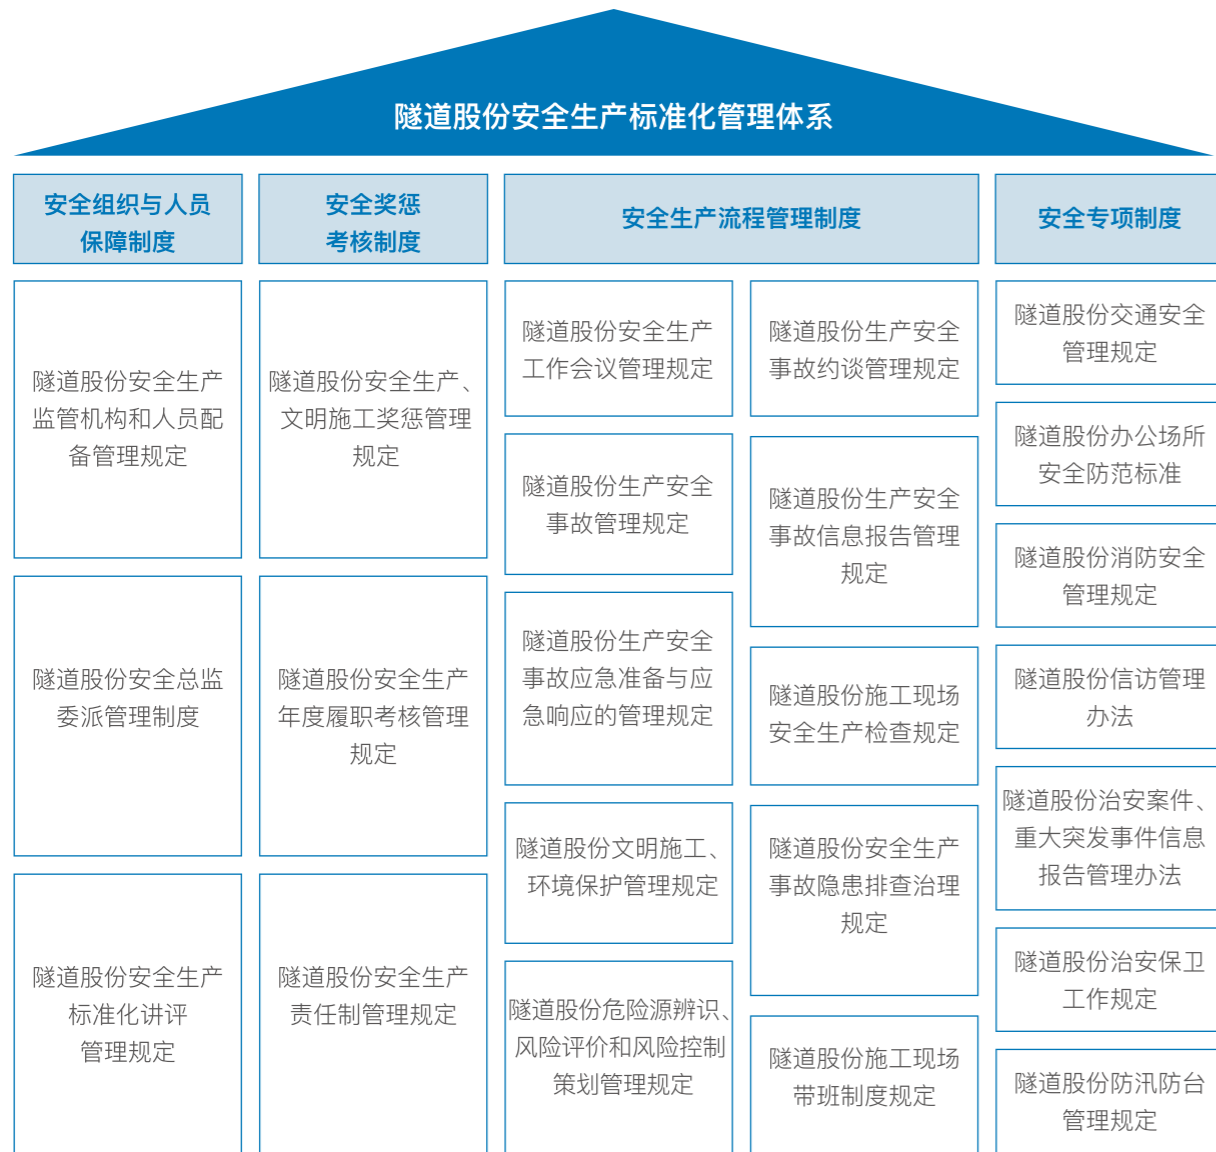 隧道股份安全生产标准化管理体系
安全组织与人员
保障制度
隧道股份安全生产
监管机构和人员配
备管理规定
隧道股份安全总监
委派管理制度
隧道股份安全生产
标准化讲评
管理规定
安全奖惩
考核制度
隧道股份安全生产、
文明施工奖惩管理
规定
隧道股份安全生产
年度履职考核管理
规定
隧道股份安全生产
责任制管理规定
安全生产流程管理制度
隧道股份安全生产
工作会议管理规定
隧道股份生产安全
事故管理规定
隧道股份生产安全
事故应急准备与应
急响应的管理规定
隧道股份文明施工、
环境保护管理规定
隧道股份危险源辨识、
风险评价和风险控制
策划管理规定
隧道股份生产安全
事故约谈管理规定
隧道股份生产安全
事故信息报告管理
规定
隧道股份施工现场
安全生产检查规定
隧道股份安全生产
事故隐患排查治理
规定
隧道股份施工现场
带班制度规定
安全专项制度
隧道股份交通安全
管理规定
隧道股份办公场所
安全防范标准
隧道股份消防安全
管理规定
隧道股份信访管理
办法
隧道股份治安案件、
重大突发事件信息
报告管理办法
隧道股份治安保卫
工作规定
隧道股份防汛防台
管理规定